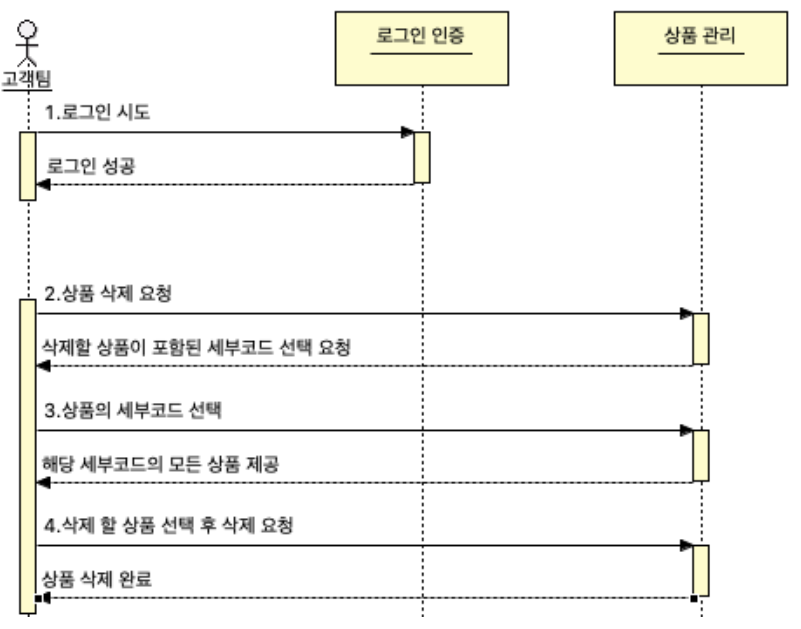 로그인 인증
상품 관리
고객팀
1.로그인 시도
로그인 성공
2.상품 삭제 요청
삭제할 상품이 포함된 세부코드 선택 요청
3.상품의 세부코드 선택
해당 세부코드의 모든 상품 제공
4.삭제 할 상품 선택 후 삭제 요청
상품 삭제 완료